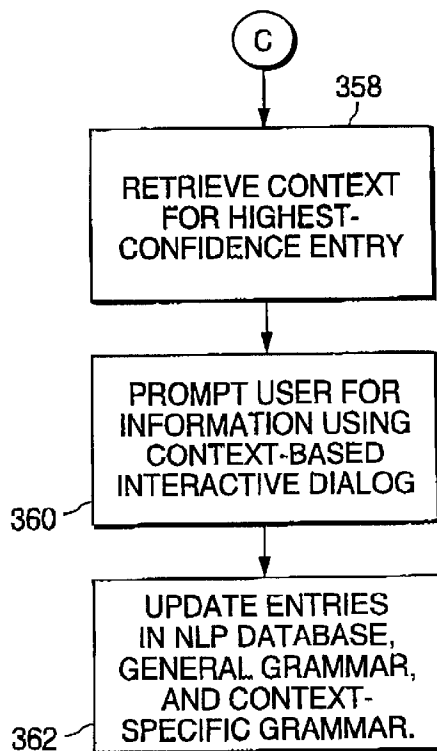 C
358
RETRIEVE CONTEXT
FOR HIGHEST-
CONFIDENCE ENTRY
PROMPT USER FOR
INFORMATION USING
CONTEXT-BASED
INTERACTIVE DIALOG
360
UPDATE ENTRIES
IN NLP DATABASE,
GENERAL GRAMMAR,
AND CONTEXT-
SPECIFIC GRAMMAR.
362